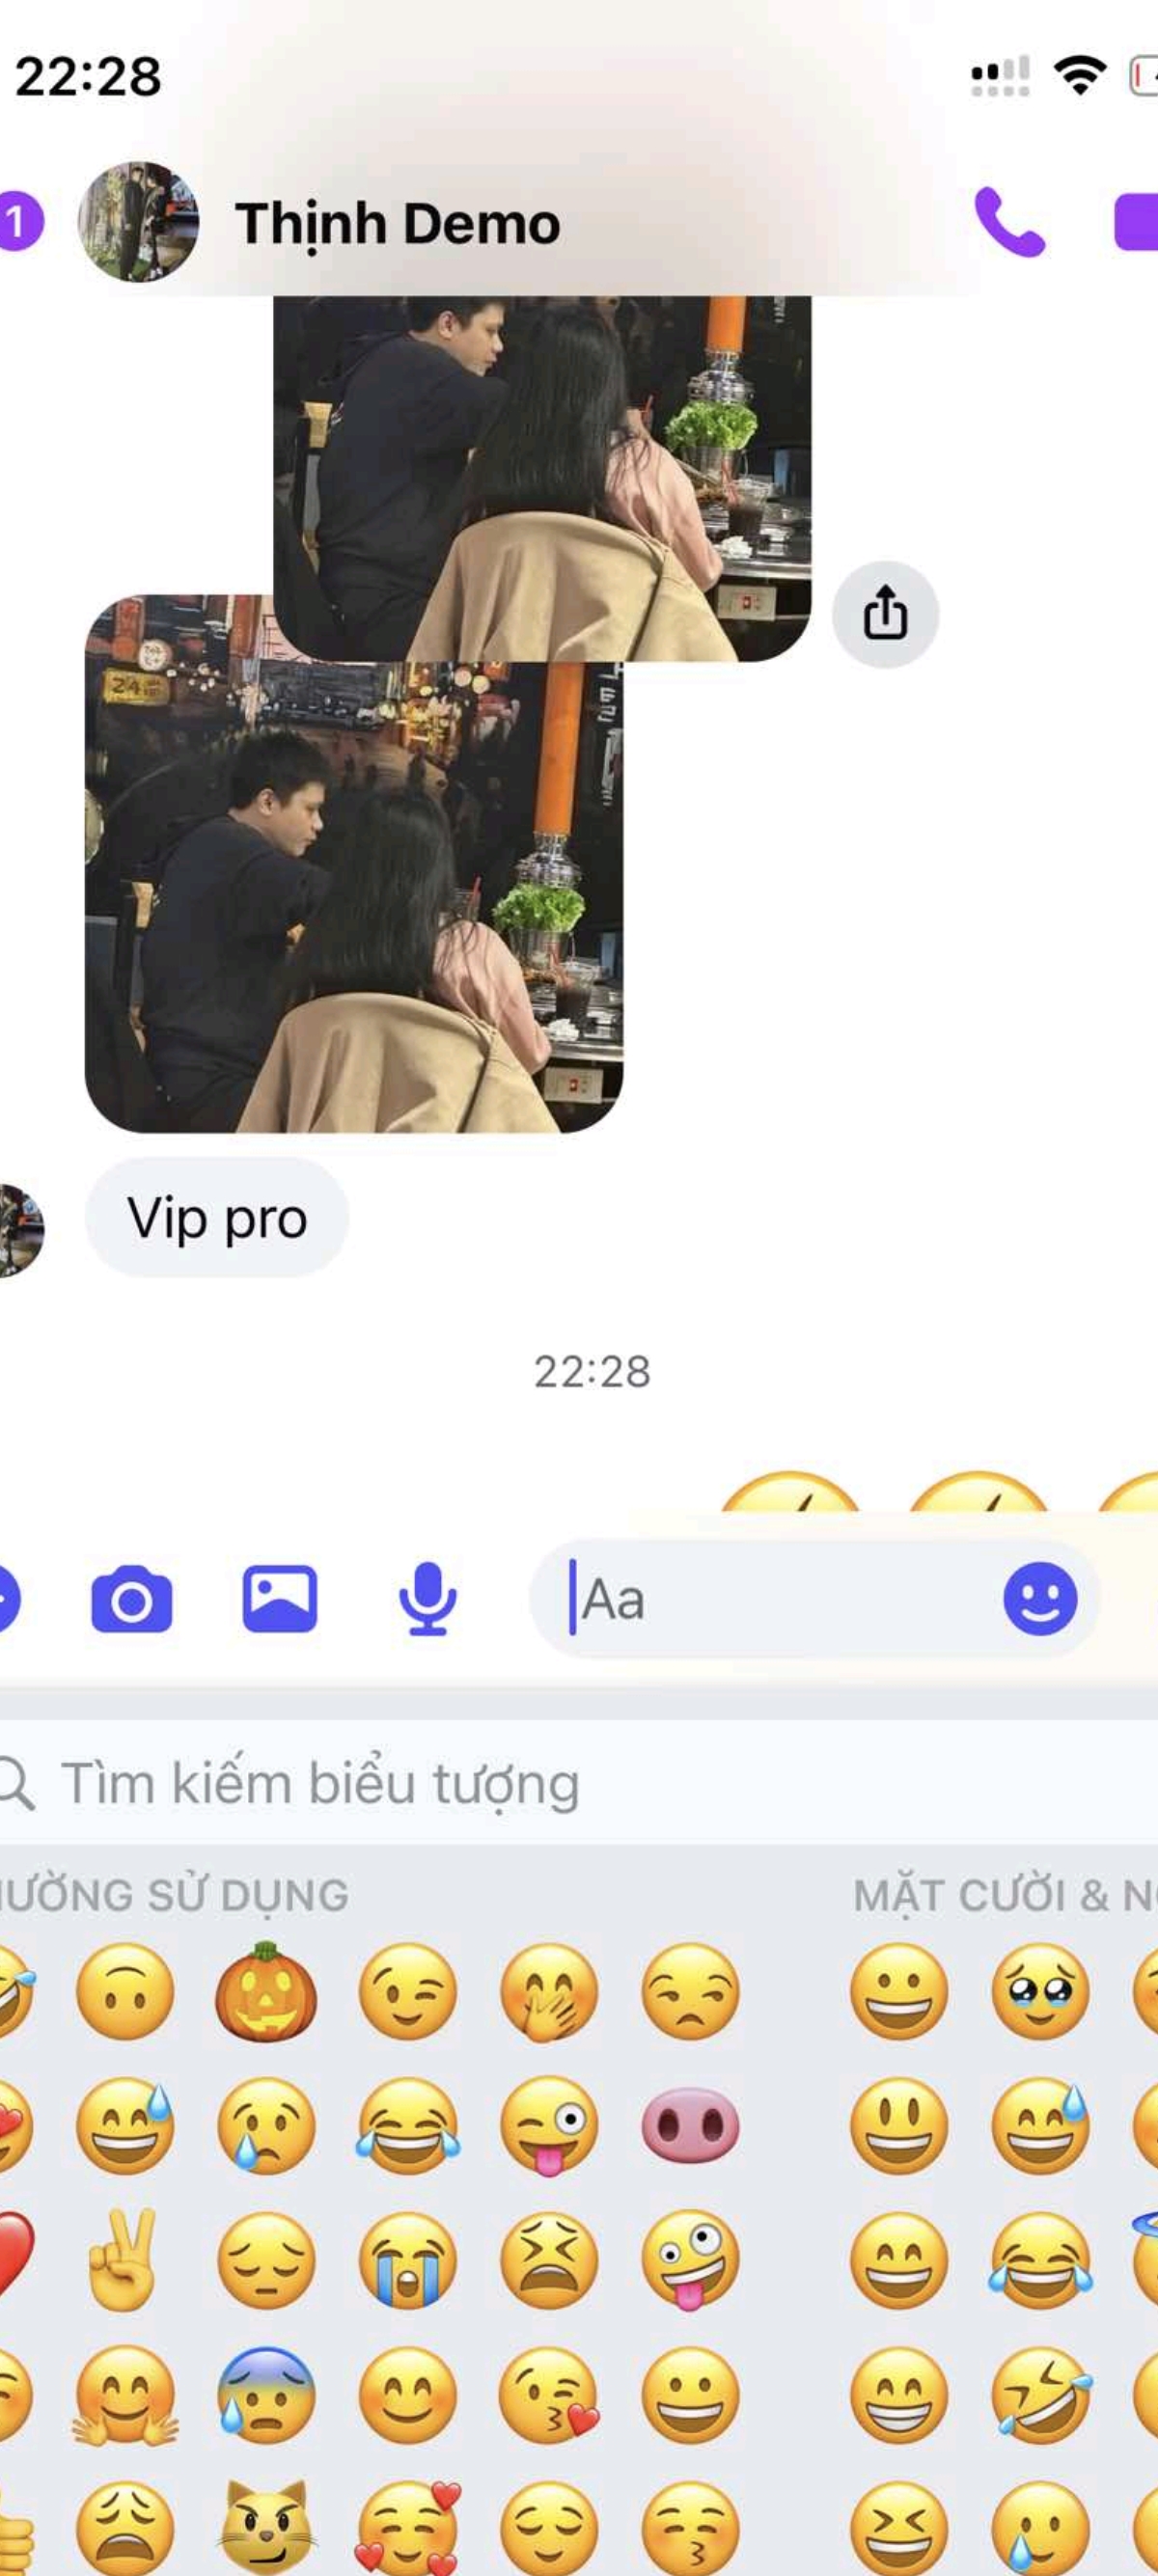 22:28
1
Thịnh Demo
24
Vip pro
22:28
Aa
Tìm kiếm biểu tượng
ƯỜNG SỬ DỤNG
MẶT CƯỜI & N